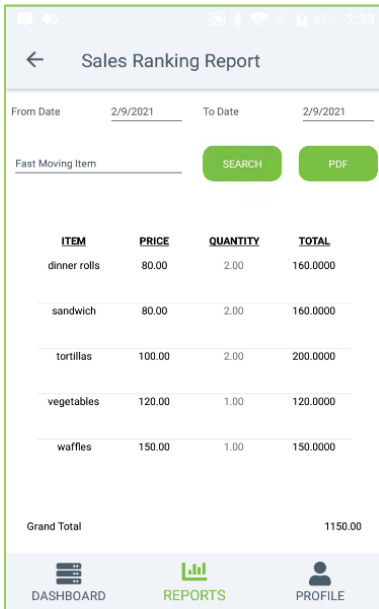 85% 2:33
Sales Ranking Report
From Date 2/9/2021 To Date 2/9/2021
Fast Moving Item SEARCH PDF
ITEM PRICE QUANTITY TOTAL
dinner rolls 80.00 2.00 160.0000
sandwich 80.00 2.00 160.0000
tortillas 100.00 2.00 200.0000
vegetables 120.00 1.00 120.0000
waffles 150.00 1.00 150.0000
Grand Total 1150.00
DASHBOARD REPORTS PROFILE